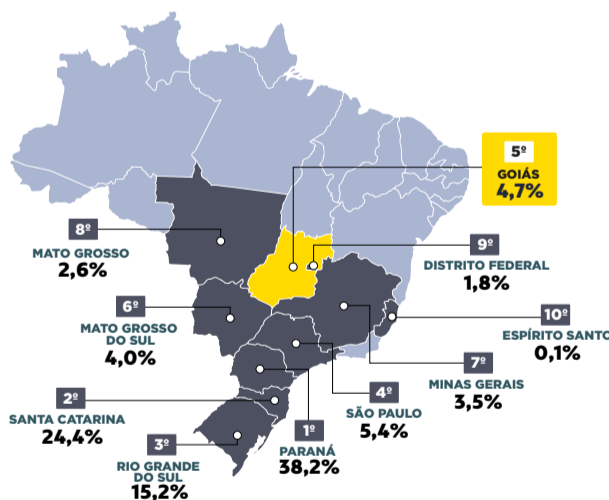 5º
GOIÁS
4,7%
8º
MATO GROSSO
2,6%
9º
DISTRITO FEDERAL
1,8%
6º
MATO GROSSO
DO SUL
4,0%
10º
ESPÍRITO SANTO
0,1%
7º
MINAS GERAIS
3,5%
2º
SANTA CATARINA
24,4%
4º
SÃO PAULO
5,4%
1º
PARANÁ
38,2%
3º
RIO GRANDE
DO SUL
15,2%